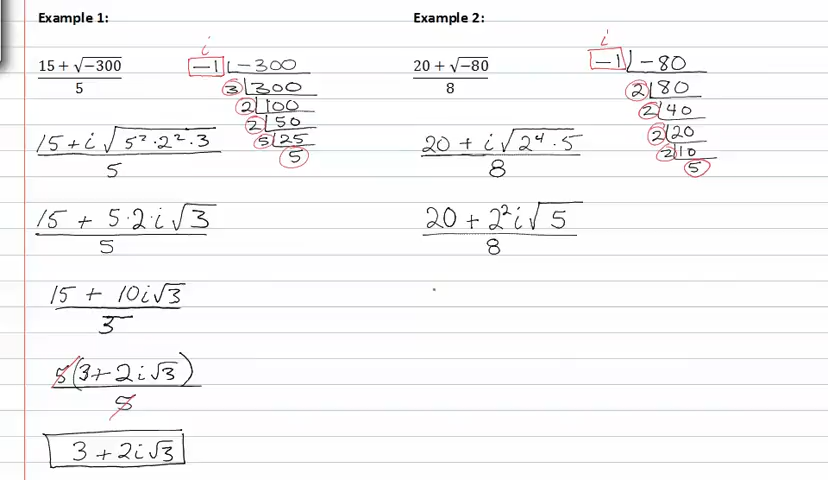 Example 1:
15 + √−300
5
i
−1 −300
3 300
2 100
2 50
5 25
5
15 + i√5²·2²·3
5
15 + 5·2·i√3
5
15 + 10i√3
5
5(3 + 2i√3)
5
3 + 2i√3
Example 2:
20 + √−80
8
i
−1 −80
2 80
2 40
2 20
2 10
5
20 + i√2⁴·5
8
20 + 2²i√5
8